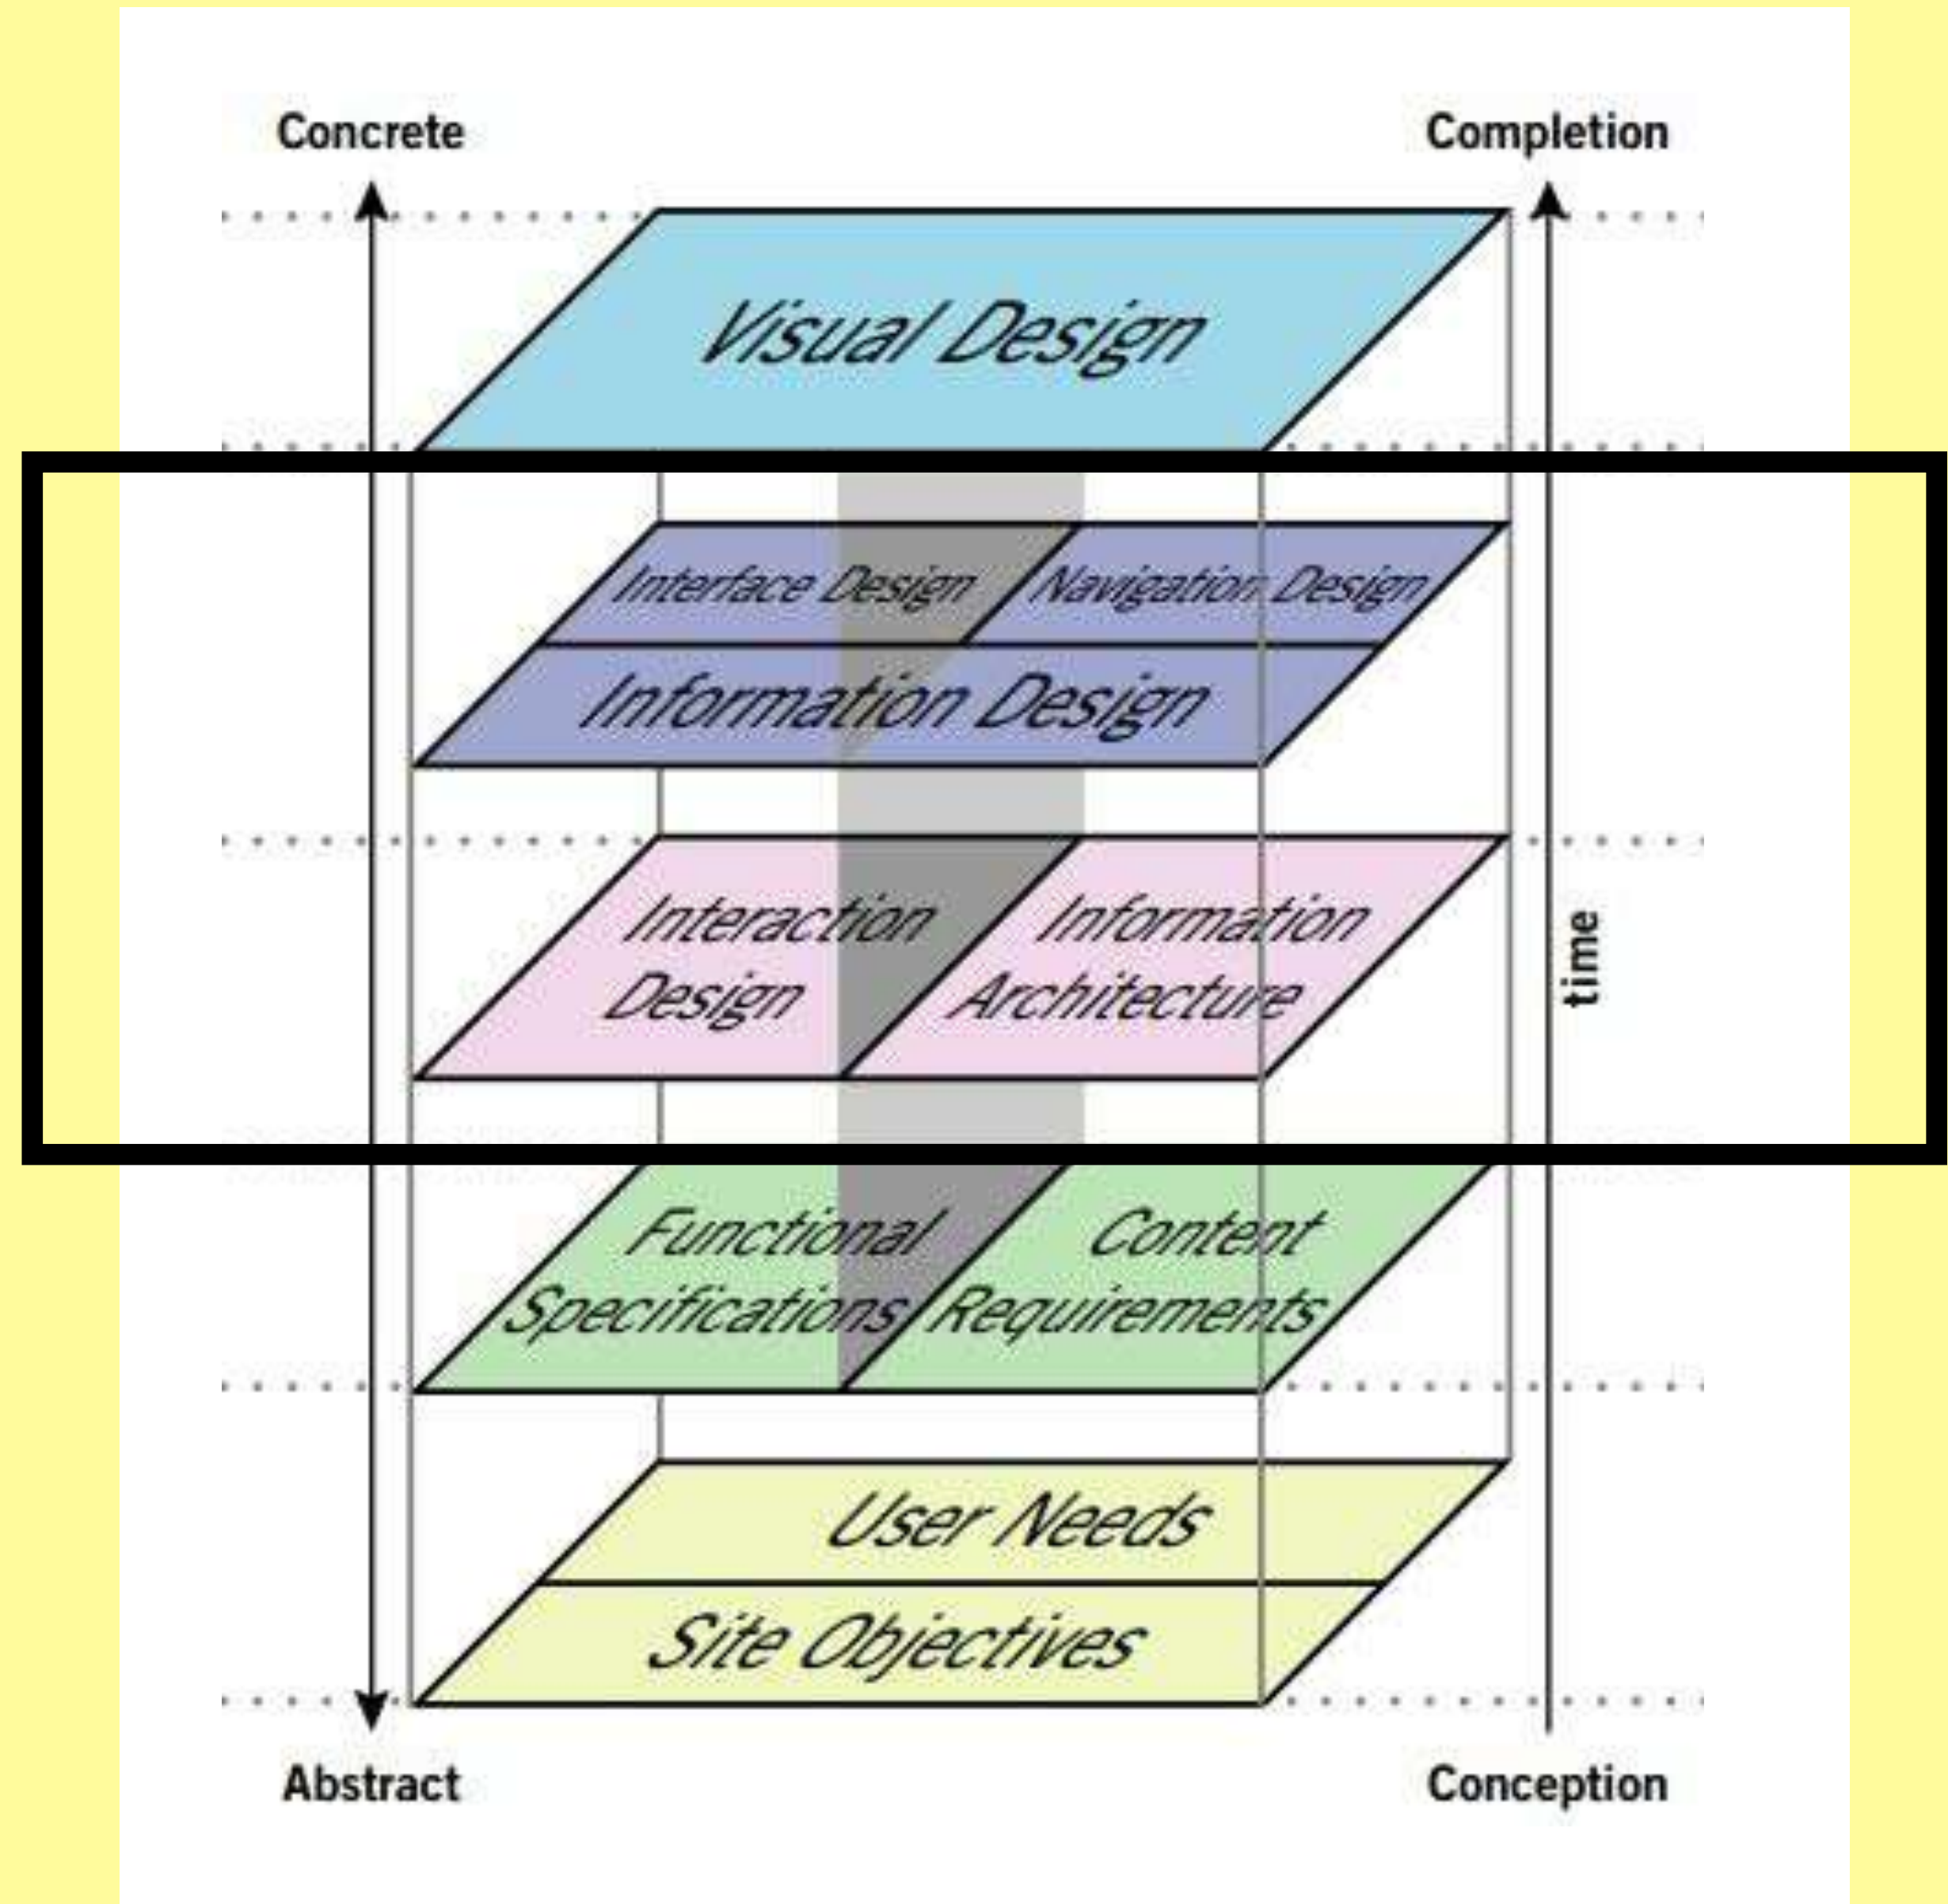 Concrete
Completion
Visual Design
Interface Design
Navigation Design
Information Design
Interaction
Design
Information
Architecture
time
Functional
Specifications
Content
Requirements
User Needs
Site Objectives
Abstract
Conception